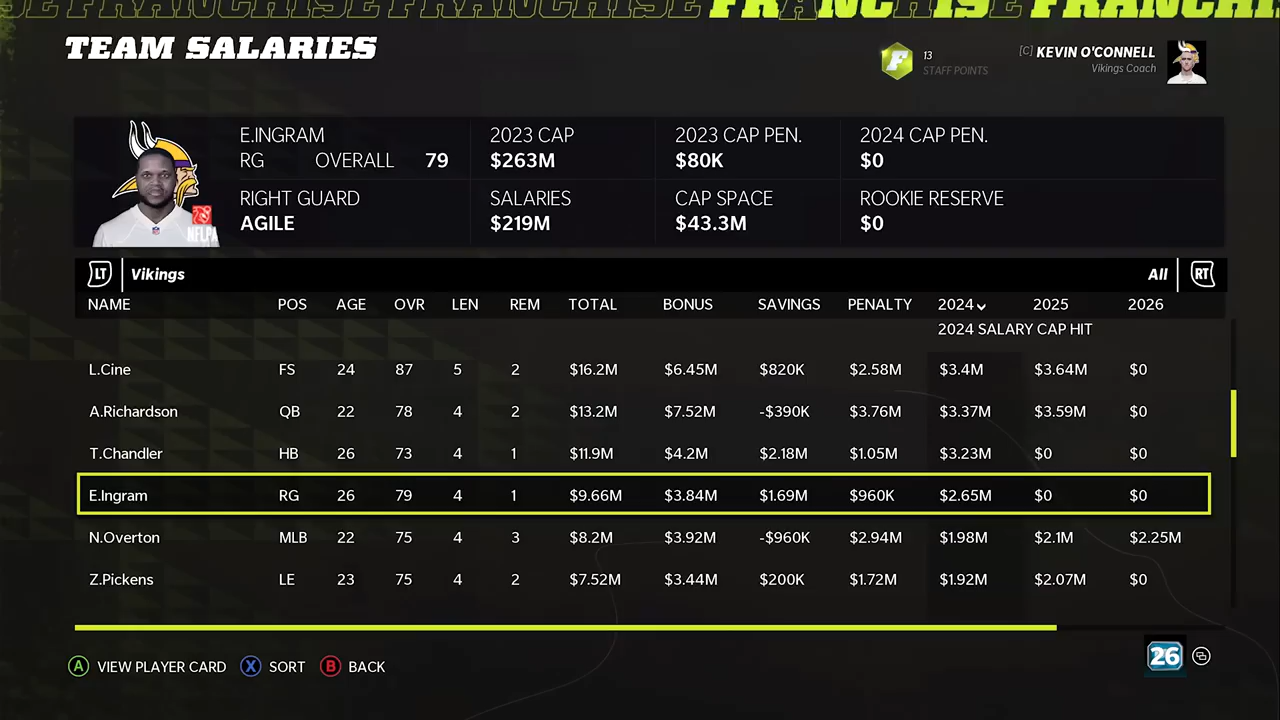 FRANCHISE FRANCHISE FRANCHISE FRANCHISE
TEAM SALARIES
13
STAFF POINTS
[C] KEVIN O'CONNELL
Vikings Coach
E.INGRAM
RG OVERALL 79
RIGHT GUARD
AGILE
NFLPA
2023 CAP
$263M
SALARIES
$219M
2023 CAP PEN.
$80K
CAP SPACE
$43.3M
2024 CAP PEN.
$0
ROOKIE RESERVE
$0
LT Vikings All RT
NAME POS AGE OVR LEN REM TOTAL BONUS SAVINGS PENALTY 2024 2025 2026
2024 SALARY CAP HIT
L.Cine FS 24 87 5 2 $16.2M $6.45M $820K $2.58M $3.4M $3.64M $0
A.Richardson QB 22 78 4 2 $13.2M $7.52M -$390K $3.76M $3.37M $3.59M $0
T.Chandler HB 26 73 4 1 $11.9M $4.2M $2.18M $1.05M $3.23M $0 $0
E.Ingram RG 26 79 4 1 $9.66M $3.84M $1.69M $960K $2.65M $0 $0
N.Overton MLB 22 75 4 3 $8.2M $3.92M -$960K $2.94M $1.98M $2.1M $2.25M
Z.Pickens LE 23 75 4 2 $7.52M $3.44M $200K $1.72M $1.92M $2.07M $0
A VIEW PLAYER CARD X SORT B BACK
26